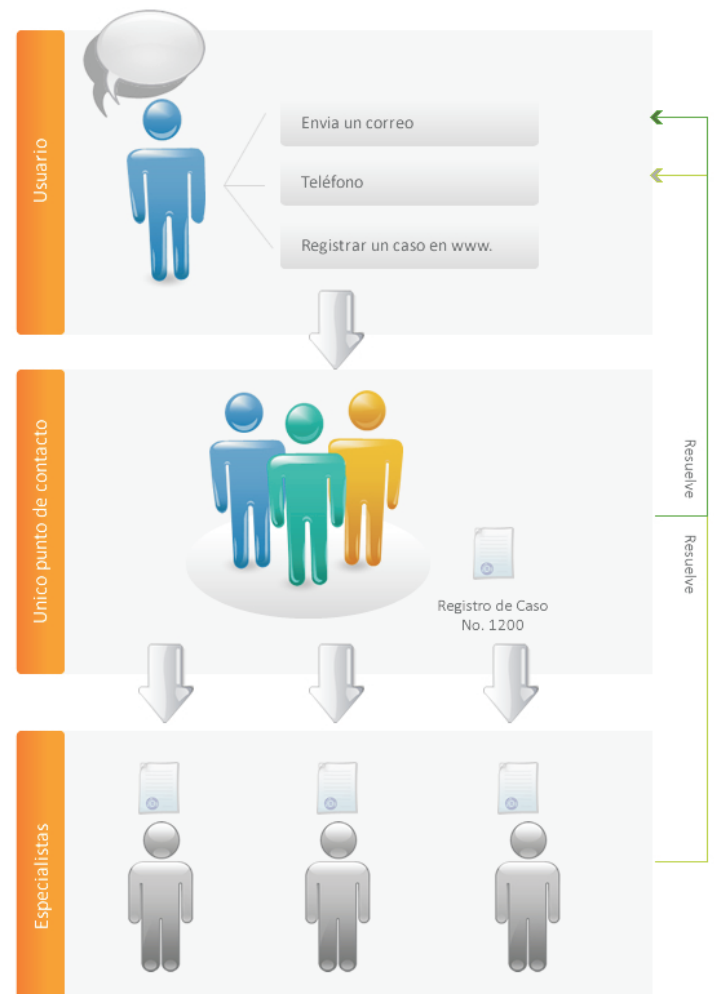 Usuario
Envia un correo
Teléfono
Registrar un caso en www.
Unico punto de contacto
Registro de Caso
No. 1200
Resuelve
Resuelve
Especialistas